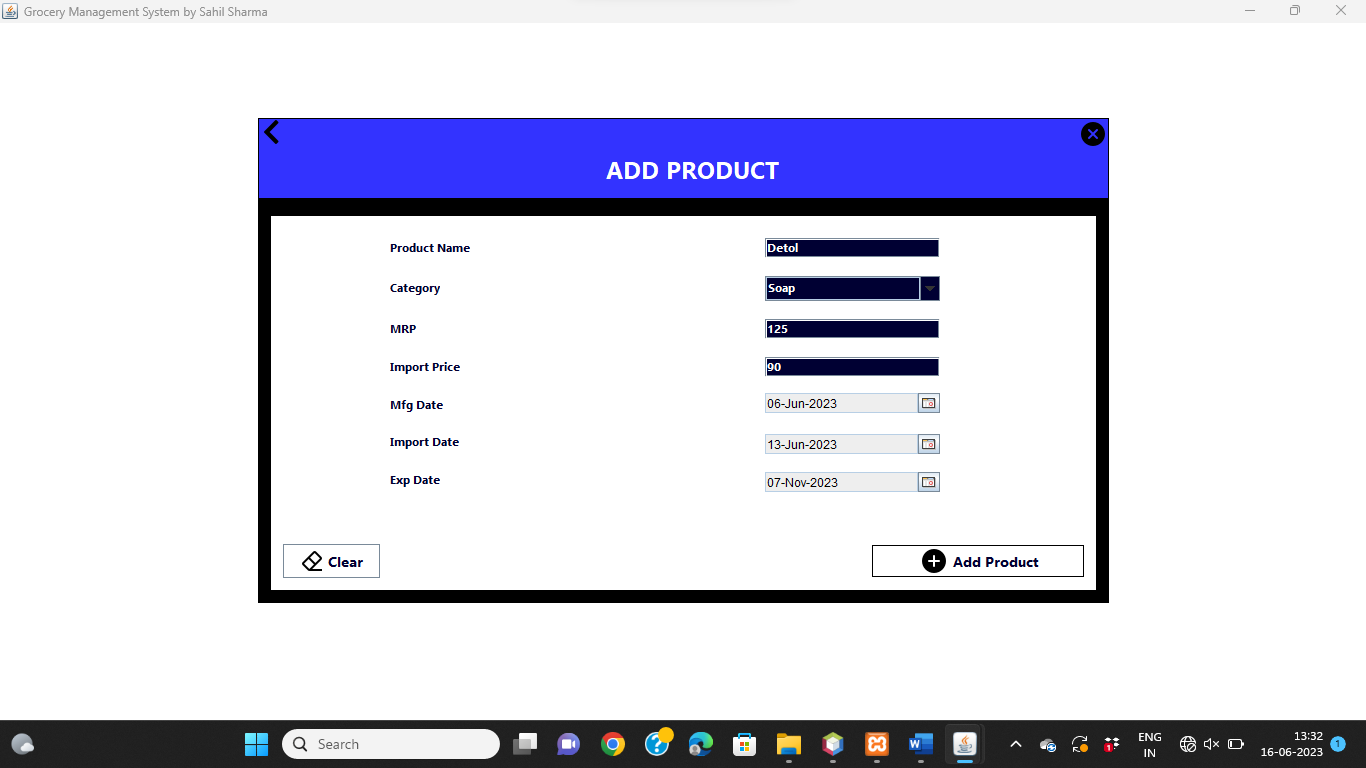 Grocery Management System by Sahil Sharma
ADD PRODUCT
Product Name Detol
Category Soap
MRP 125
Import Price 90
Mfg Date 06-Jun-2023
Import Date 13-Jun-2023
Exp Date 07-Nov-2023
Clear Add Product
Search
1
ENG
IN
13:32
16-06-2023
1